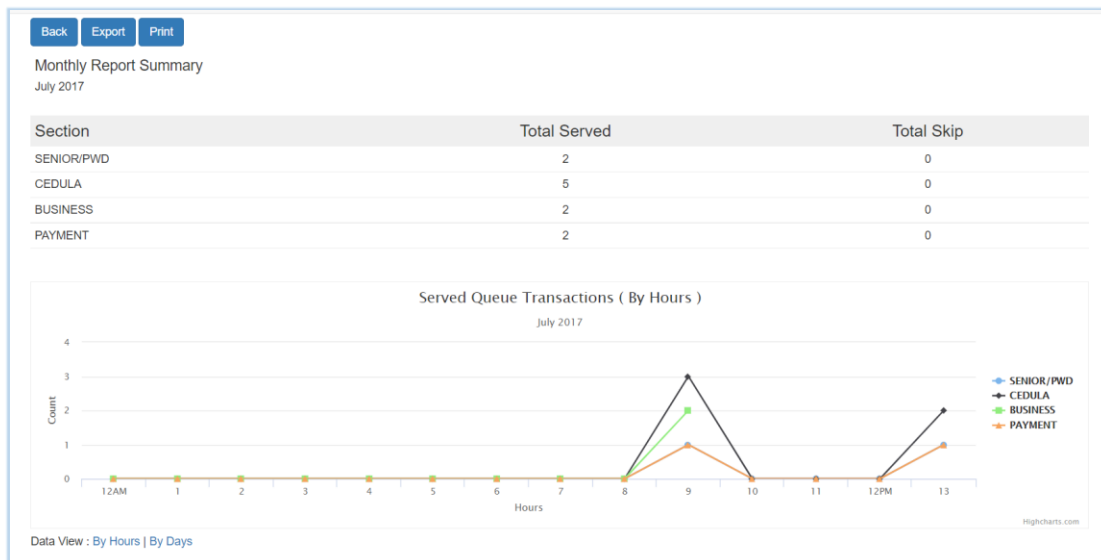 Back Export Print
Monthly Report Summary
July 2017
Section Total Served Total Skip
SENIOR/PWD 2 0
CEDULA 5 0
BUSINESS 2 0
PAYMENT 2 0
Served Queue Transactions ( By Hours )
July 2017
4
3
2
1
0
Count
12AM 1 2 3 4 5 6 7 8 9 10 11 12PM 13
Hours
SENIOR/PWD
CEDULA
BUSINESS
PAYMENT
Highcharts.com
Data View : By Hours | By Days